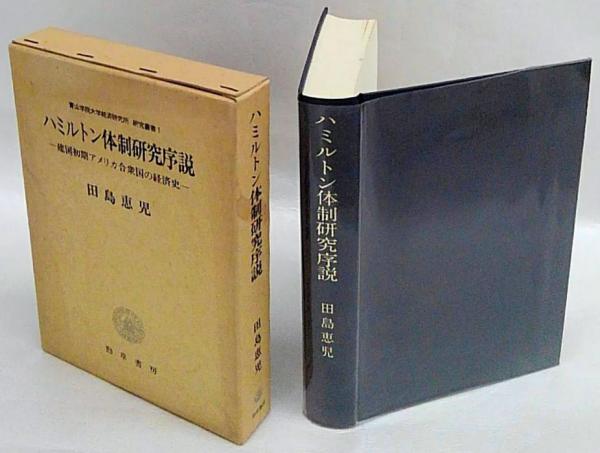 青山学院大学経済研究所 研究叢書1
ハミルトン体制研究序説
―建国初期アメリカ合衆国の経済史―
田島恵児
勁草書房
ハミルトン体制研究序説
田島恵児
ハミルトン体制研究序説
田島恵児